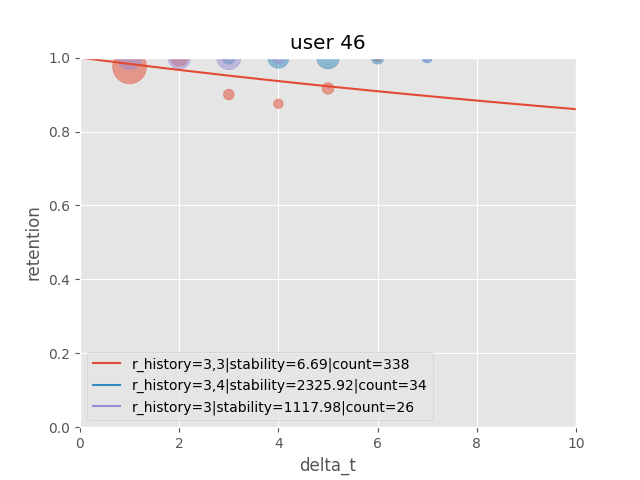 user 46
1.0
0.8
0.6
0.4
0.2
0.0
retention
r_history=3,3|stability=6.69|count=338
r_history=3,4|stability=2325.92|count=34
r_history=3|stability=1117.98|count=26
0 2 4 6 8 10
delta_t